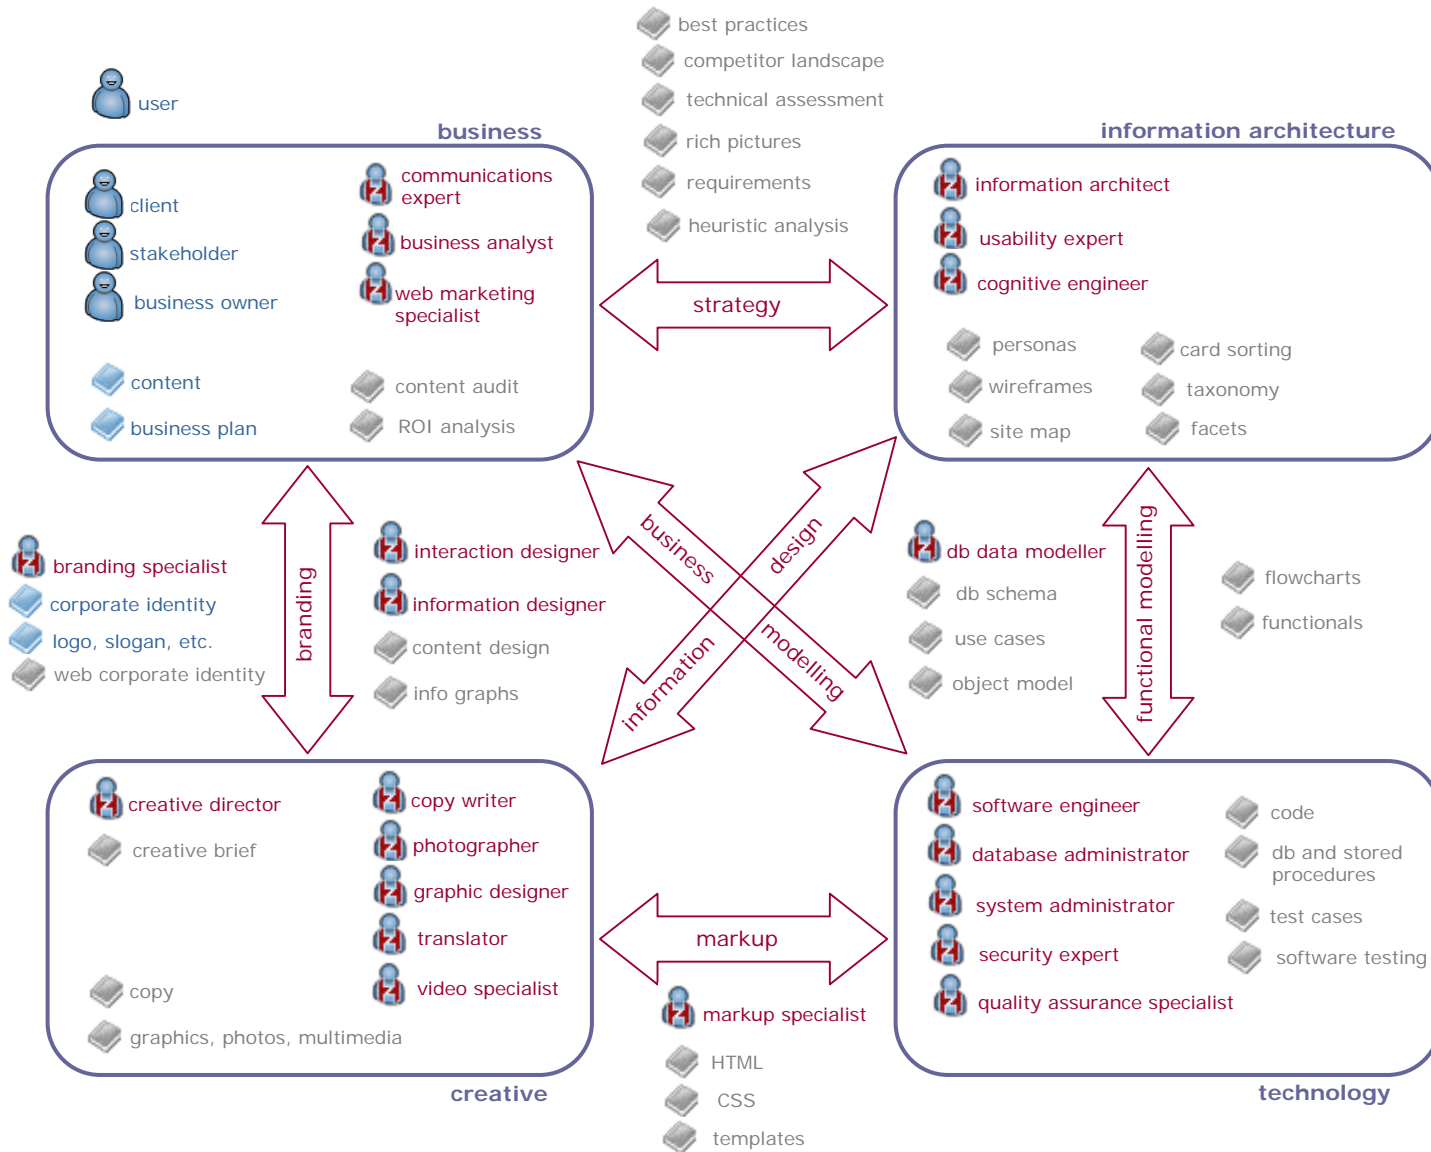 best practices
competitor landscape
technical assessment
rich pictures
requirements
heuristic analysis
user
business
client
stakeholder
business owner
content
business plan
communications
expert
business analyst
web marketing
specialist
content audit
ROI analysis
strategy
information architecture
information architect
usability expert
cognitive engineer
personas
wireframes
site map
card sorting
taxonomy
facets
branding specialist
corporate identity
logo, slogan, etc.
web corporate identity
branding
interaction designer
information designer
content design
info graphs
business modelling
information design
db data modeller
db schema
use cases
object model
functional modelling
flowcharts
functionals
creative director
creative brief
copy
graphics, photos, multimedia
copy writer
photographer
graphic designer
translator
video specialist
creative
markup
markup specialist
HTML
CSS
templates
software engineer
database administrator
system administrator
security expert
quality assurance specialist
code
db and stored
procedures
test cases
software testing
technology